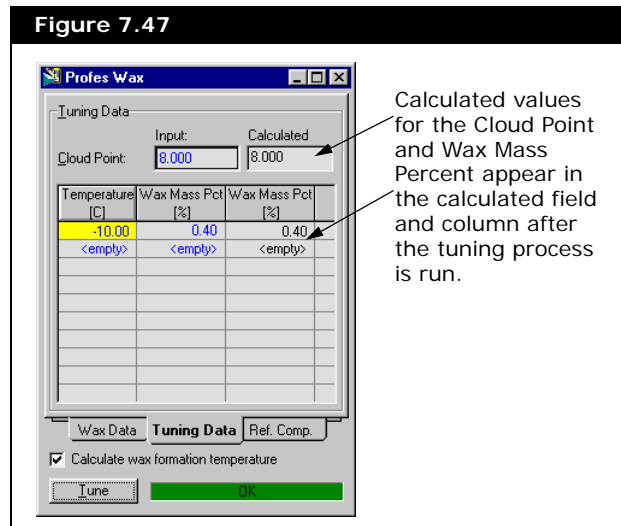 Figure 7.47
Profes Wax
Tuning Data
Input: Calculated
Cloud Point: 8.000 8.000
Temperature [C] Wax Mass Pct [%] Wax Mass Pct [%]
-10.00 0.40 0.40
<empty> <empty> <empty>
Wax Data Tuning Data Ref. Comp.
Calculate wax formation temperature
Tune OK
Calculated values
for the Cloud Point
and Wax Mass
Percent appear in
the calculated field
and column after
the tuning process
is run.